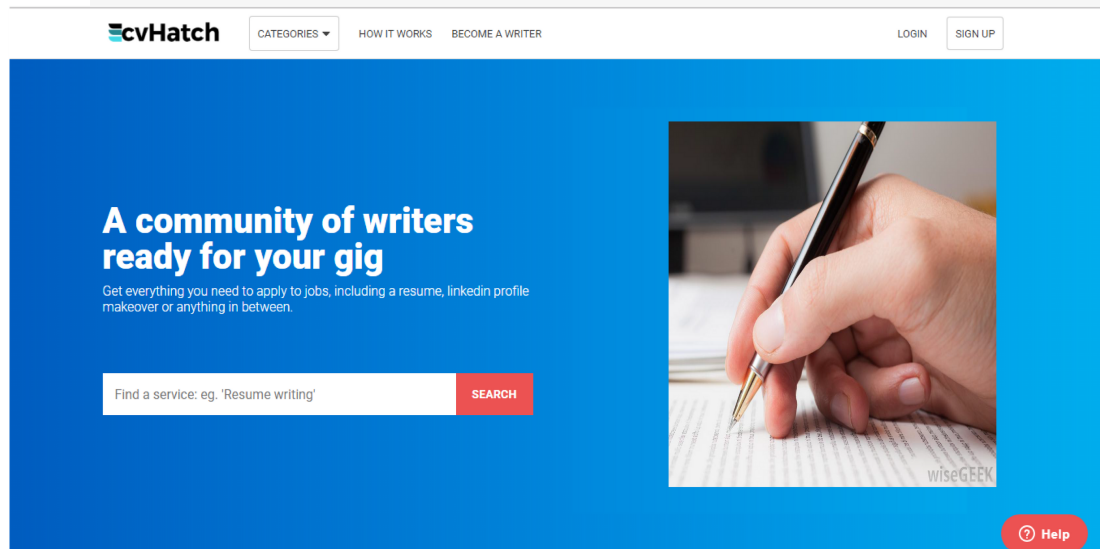 cvHatch
CATEGORIES
HOW IT WORKS
BECOME A WRITER
LOGIN
SIGN UP
A community of writers
ready for your gig
Get everything you need to apply to jobs, including a resume, linkedin profile
makeover or anything in between.
Find a service: eg. 'Resume writing'
SEARCH
wiseGEEK
Help